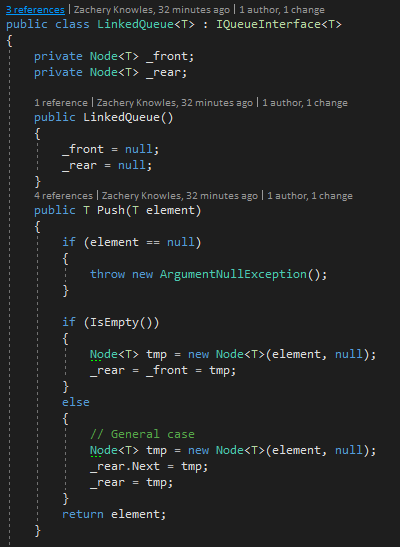 3 references | Zachery Knowles, 32 minutes ago | 1 author, 1 change
public class LinkedQueue<T> : IQueueInterface<T>
{
    private Node<T> _front;
    private Node<T> _rear;
    1 reference | Zachery Knowles, 32 minutes ago | 1 author, 1 change
    public LinkedQueue()
    {
        _front = null;
        _rear = null;
    }
    4 references | Zachery Knowles, 32 minutes ago | 1 author, 1 change
    public T Push(T element)
    {
        if (element == null)
        {
            throw new ArgumentNullException();
        }
        if (IsEmpty())
        {
            Node<T> tmp = new Node<T>(element, null);
            _rear = _front = tmp;
        }
        else
        {
            // General case
            Node<T> tmp = new Node<T>(element, null);
            _rear.Next = tmp;
            _rear = tmp;
        }
        return element;
    }